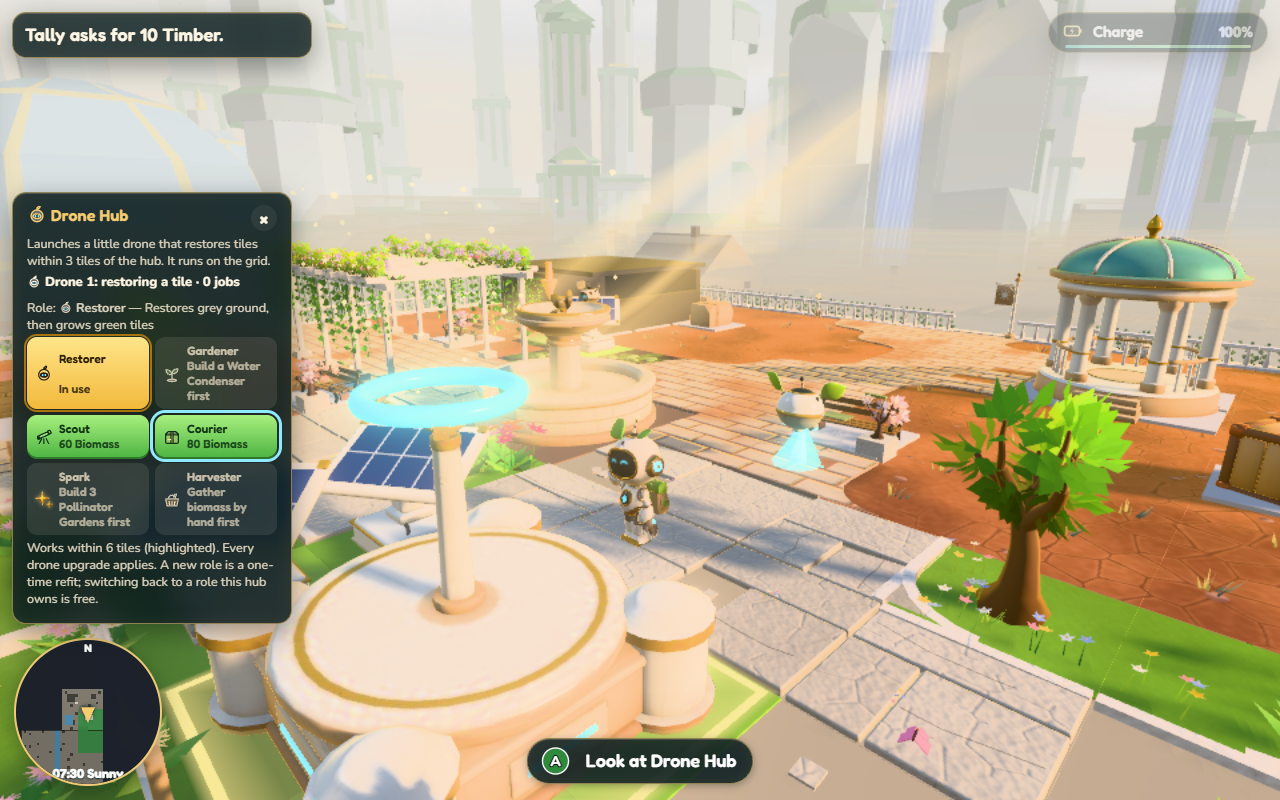 Tally asks for 10 Timber.
Charge 100%
Drone Hub
Launches a little drone that restores tiles
within 3 tiles of the hub. It runs on the grid.
Drone 1: restoring a tile · 0 jobs
Role: Restorer — Restores grey ground,
then grows green tiles
Restorer
In use
Gardener
Build a Water
Condenser
first
Scout
60 Biomass
Courier
80 Biomass
Spark
Build 3
Pollinator
Gardens first
Harvester
Gather
biomass by
hand first
Works within 6 tiles (highlighted). Every
drone upgrade applies. A new role is a one-
time refit; switching back to a role this hub
owns is free.
N
07:30 Sunny
A Look at Drone Hub